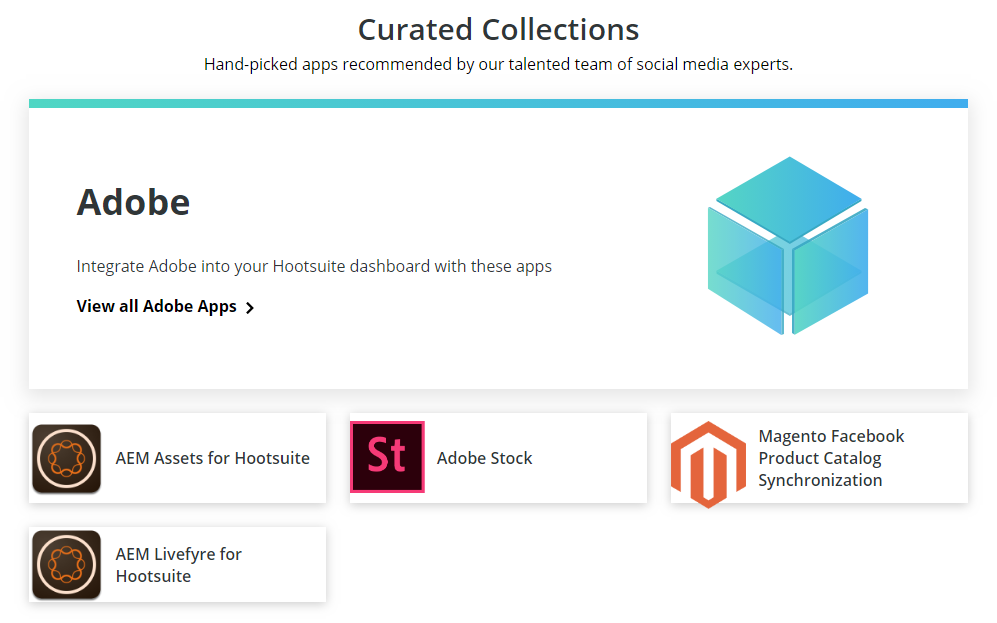 Curated Collections
Hand-picked apps recommended by our talented team of social media experts.
Adobe
Integrate Adobe into your Hootsuite dashboard with these apps
View all Adobe Apps
AEM Assets for Hootsuite
St
Adobe Stock
Magento Facebook
Product Catalog
Synchronization
AEM Livefyre for
Hootsuite